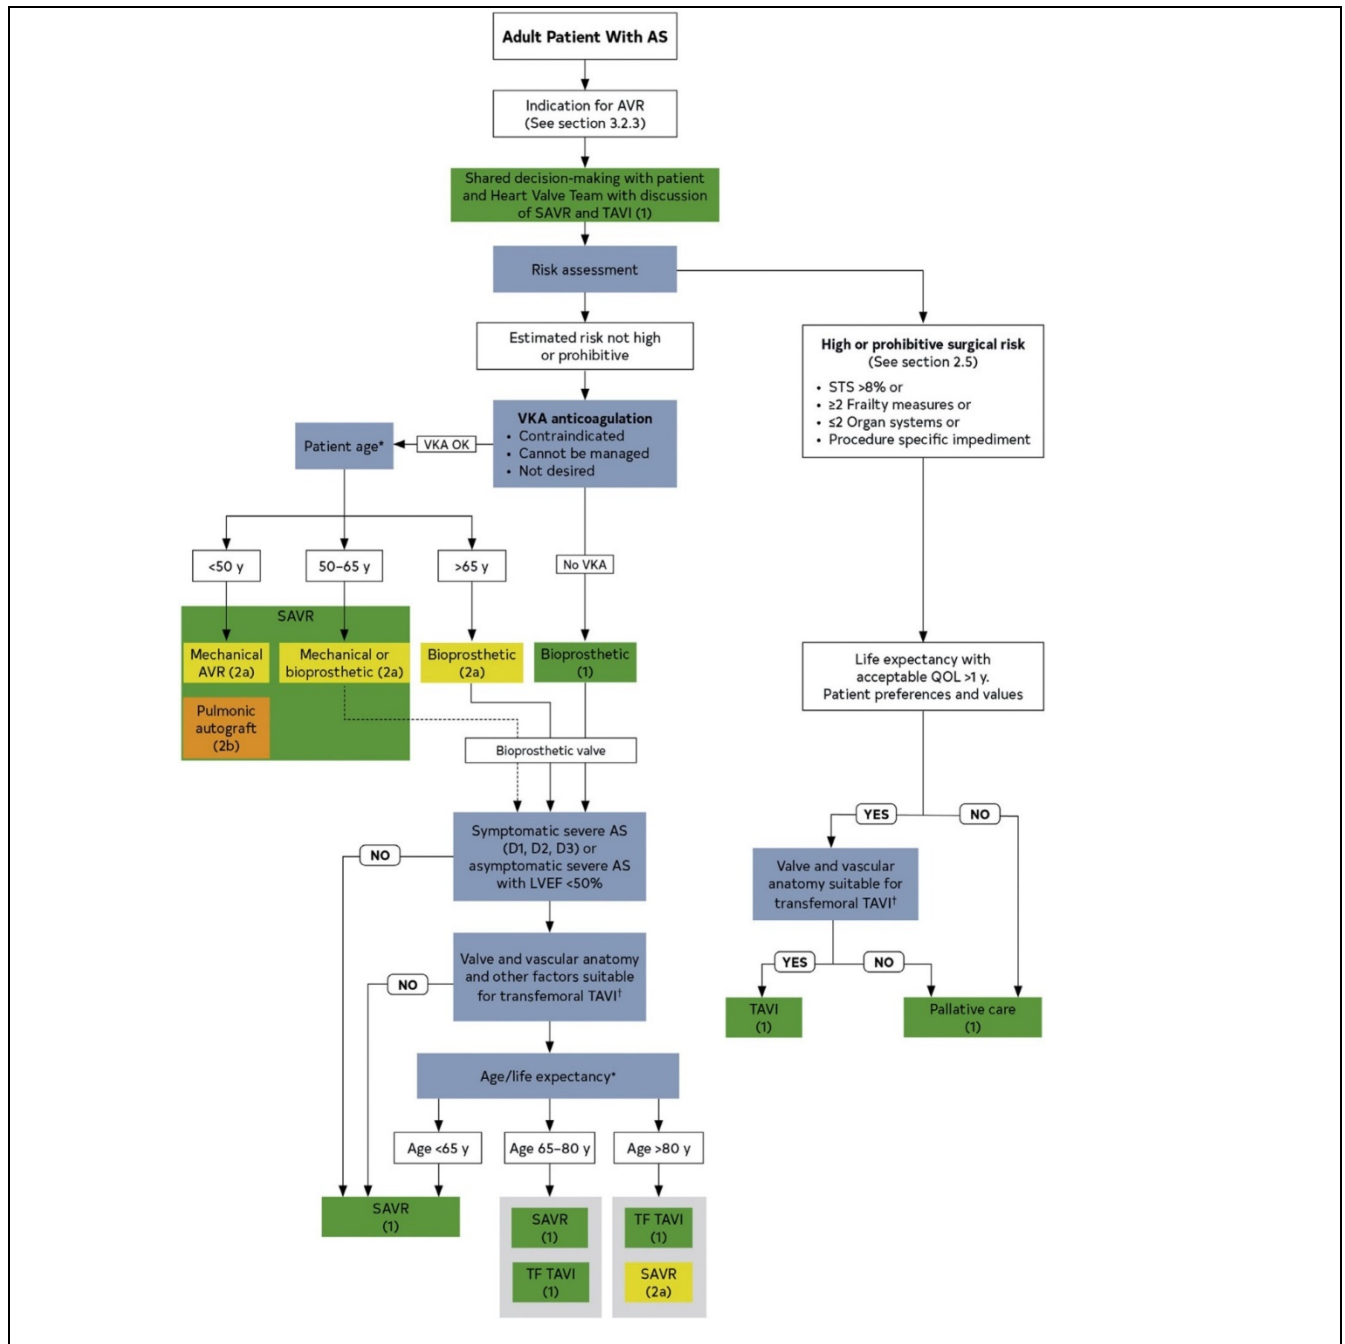 Adult Patient With AS
Indication for AVR
(See section 3.2.3)
Shared decision-making with patient
and Heart Valve Team with discussion
of SAVR and TAVI (1)
Risk assessment
Estimated risk not high
or prohibitive
High or prohibitive surgical risk
(See section 2.5)
• STS >8% or
• ≥2 Frailty measures or
• ≤2 Organ systems or
• Procedure specific impediment
VKA anticoagulation
• Contraindicated
• Cannot be managed
• Not desired
VKA OK
Patient age*
<50 y
50–65 y
>65 y
No VKA
SAVR
Mechanical
AVR (2a)
Mechanical or
bioprosthetic (2a)
Bioprosthetic
(2a)
Bioprosthetic
(1)
Pulmonic
autograft
(2b)
Bioprosthetic valve
Life expectancy with
acceptable QOL >1 y.
Patient preferences and values
YES
NO
Symptomatic severe AS
(D1, D2, D3) or
asymptomatic severe AS
with LVEF <50%
NO
Valve and vascular
anatomy suitable for
transfemoral TAVI†
YES
NO
Valve and vascular anatomy
and other factors suitable
for transfemoral TAVI†
NO
TAVI
(1)
Pallative care
(1)
Age/life expectancy*
Age <65 y
Age 65–80 y
Age >80 y
SAVR
(1)
SAVR
(1)
TF TAVI
(1)
TF TAVI
(1)
SAVR
(2a)